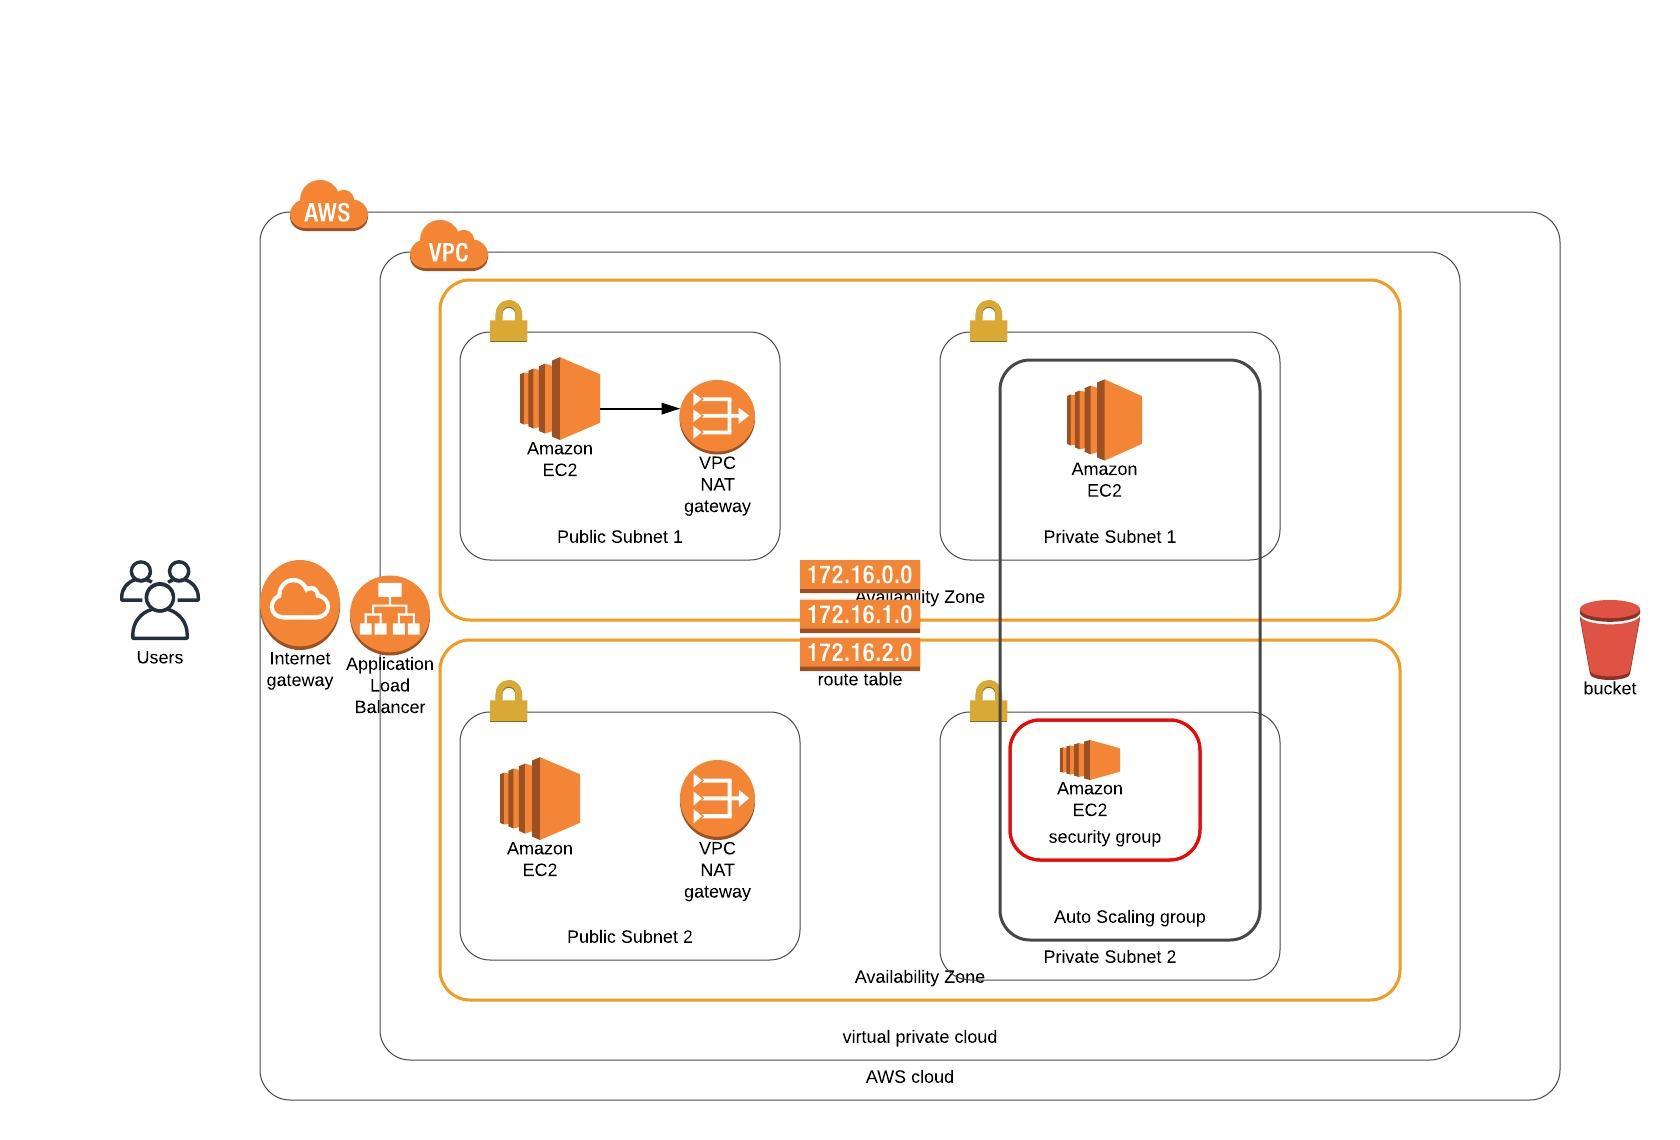 AWS
VPC
Amazon
EC2
VPC
NAT
gateway
Public Subnet 1
Amazon
EC2
Private Subnet 1
172.16.0.0
Availability Zone
172.16.1.0
172.16.2.0
route table
Users
Internet
gateway
Application
Load
Balancer
bucket
Amazon
EC2
VPC
NAT
gateway
Public Subnet 2
Amazon
EC2
security group
Auto Scaling group
Private Subnet 2
Availability Zone
virtual private cloud
AWS cloud